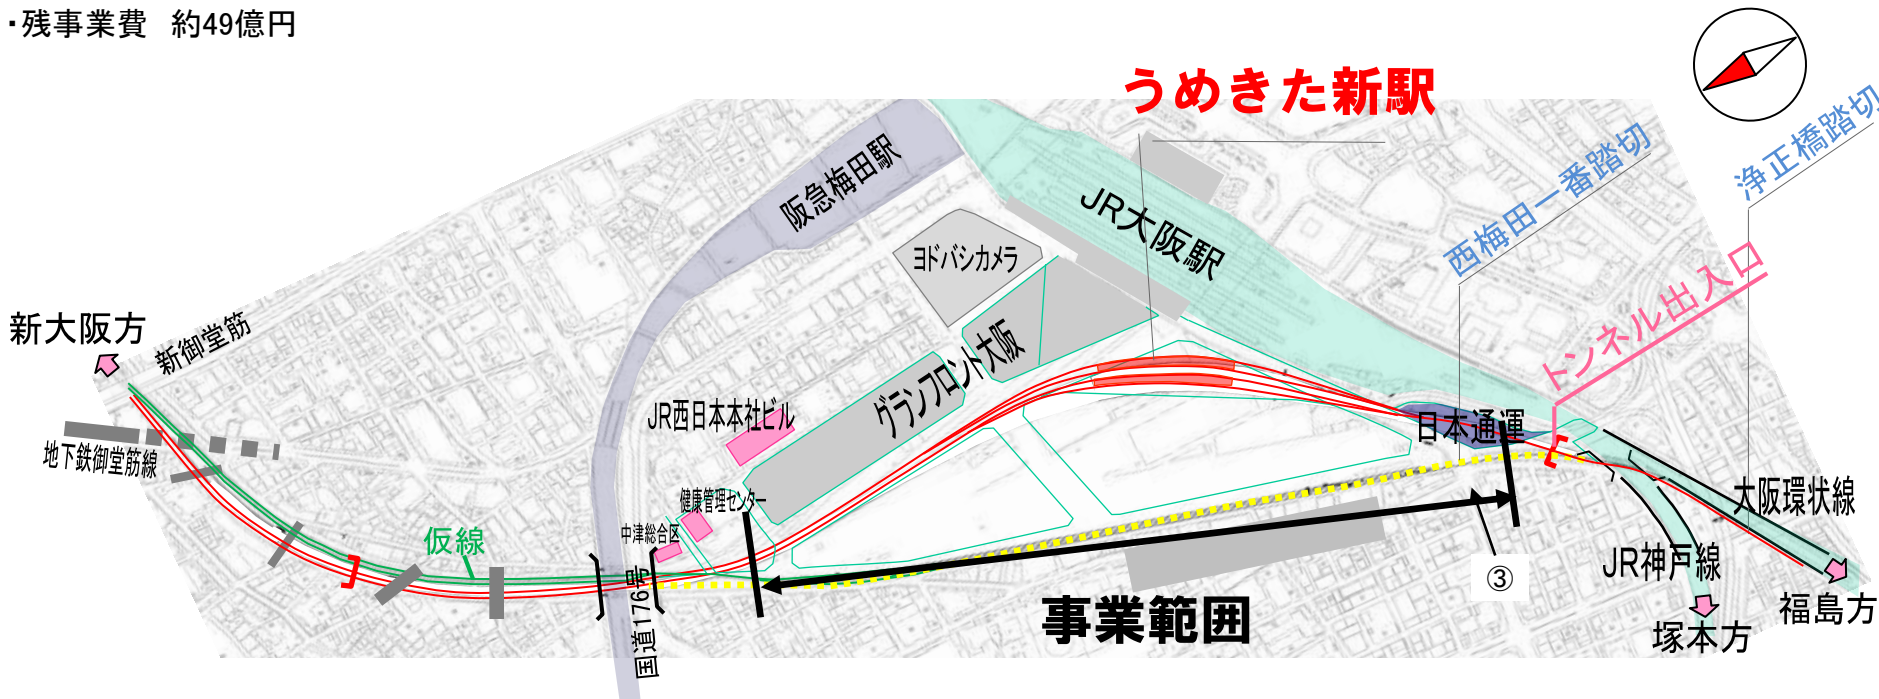 ・残事業費　約49億円
うめきた新駅
阪急梅田駅
JR大阪駅
西梅田一番踏切
浄正橋踏切
ヨドバシカメラ
トンネル出入口
新大阪方
新御堂筋
グランフロント大阪
JR西日本本社ビル
日本通運
地下鉄御堂筋線
健康管理センター
中津総合区
仮線
大阪環状線
JR神戸線
③
国道176号
事業範囲
福島方
塚本方